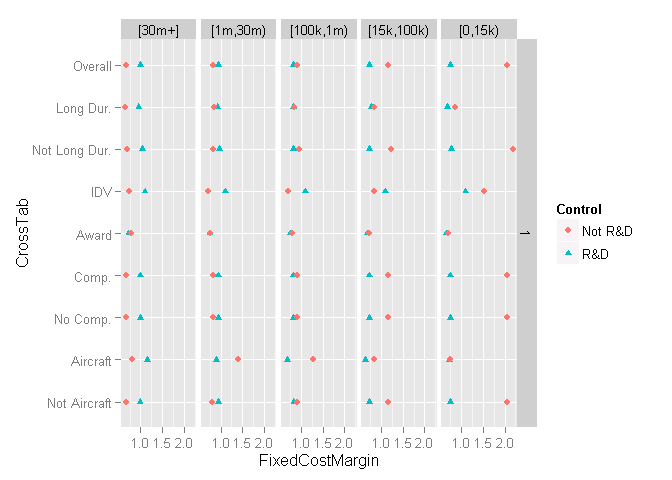 [30m+] [1m,30m) [100k,1m) [15k,100k) [0,15k)
Overall
Long Dur.
Not Long Dur.
IDV
Award
Comp.
No Comp.
Aircraft
Not Aircraft
CrossTab
1
Control
Not R&D
R&D
1.0 1.5 2.0 1.0 1.5 2.0 1.0 1.5 2.0 1.0 1.5 2.0 1.0 1.5 2.0
FixedCostMargin